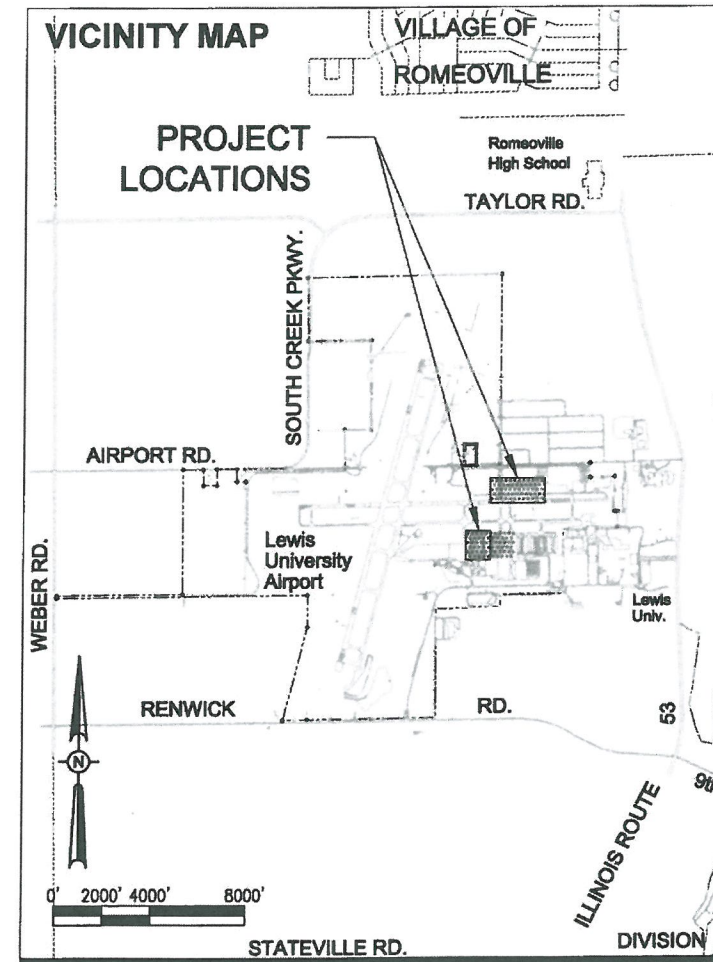 VICINITY MAP
VILLAGE OF
ROMEOVILLE
PROJECT
LOCATIONS
Romeoville
High School
TAYLOR RD.
SOUTH CREEK PKWY.
AIRPORT RD.
WEBER RD.
Lewis
University
Airport
Lewis
Univ.
RENWICK
RD.
53
N
ILLINOIS ROUTE
0'
2000'
4000'
8000'
STATEVILLE RD.
DIVISION